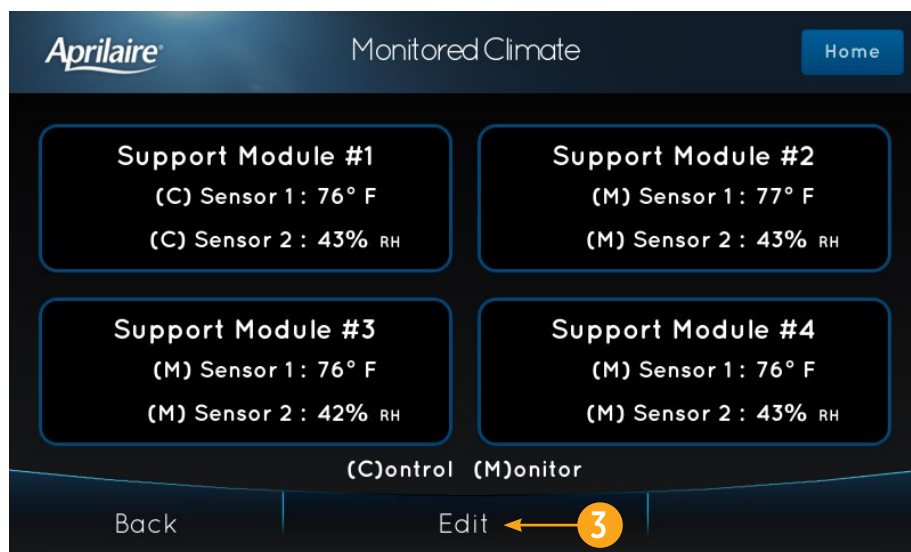 Aprilaire®
Monitored Climate
Home
Support Module #1
(C) Sensor 1 : 76° F
(C) Sensor 2 : 43% RH
Support Module #2
(M) Sensor 1 : 77° F
(M) Sensor 2 : 43% RH
Support Module #3
(M) Sensor 1 : 76° F
(M) Sensor 2 : 42% RH
Support Module #4
(M) Sensor 1 : 76° F
(M) Sensor 2 : 43% RH
(C)ontrol (M)onitor
Back
Edit
3